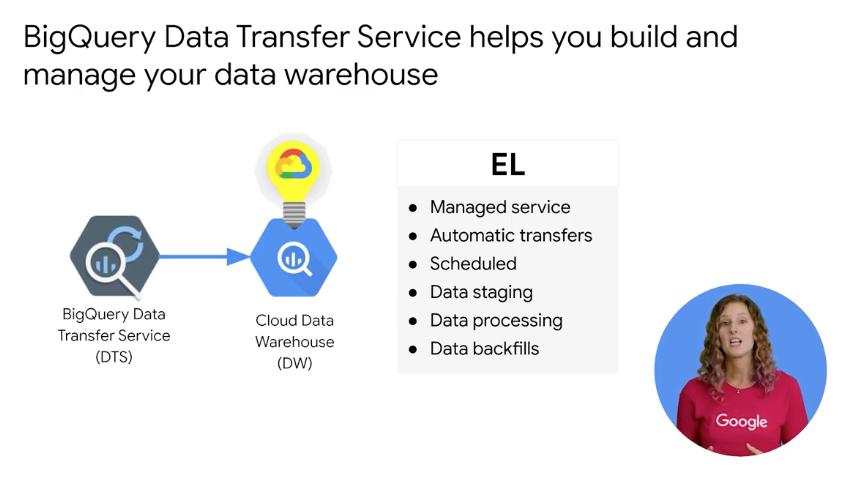 BigQuery Data Transfer Service helps you build and
manage your data warehouse
BigQuery Data
Transfer Service
(DTS)
Cloud Data
Warehouse
(DW)
EL
● Managed service
● Automatic transfers
● Scheduled
● Data staging
● Data processing
● Data backfills
Google